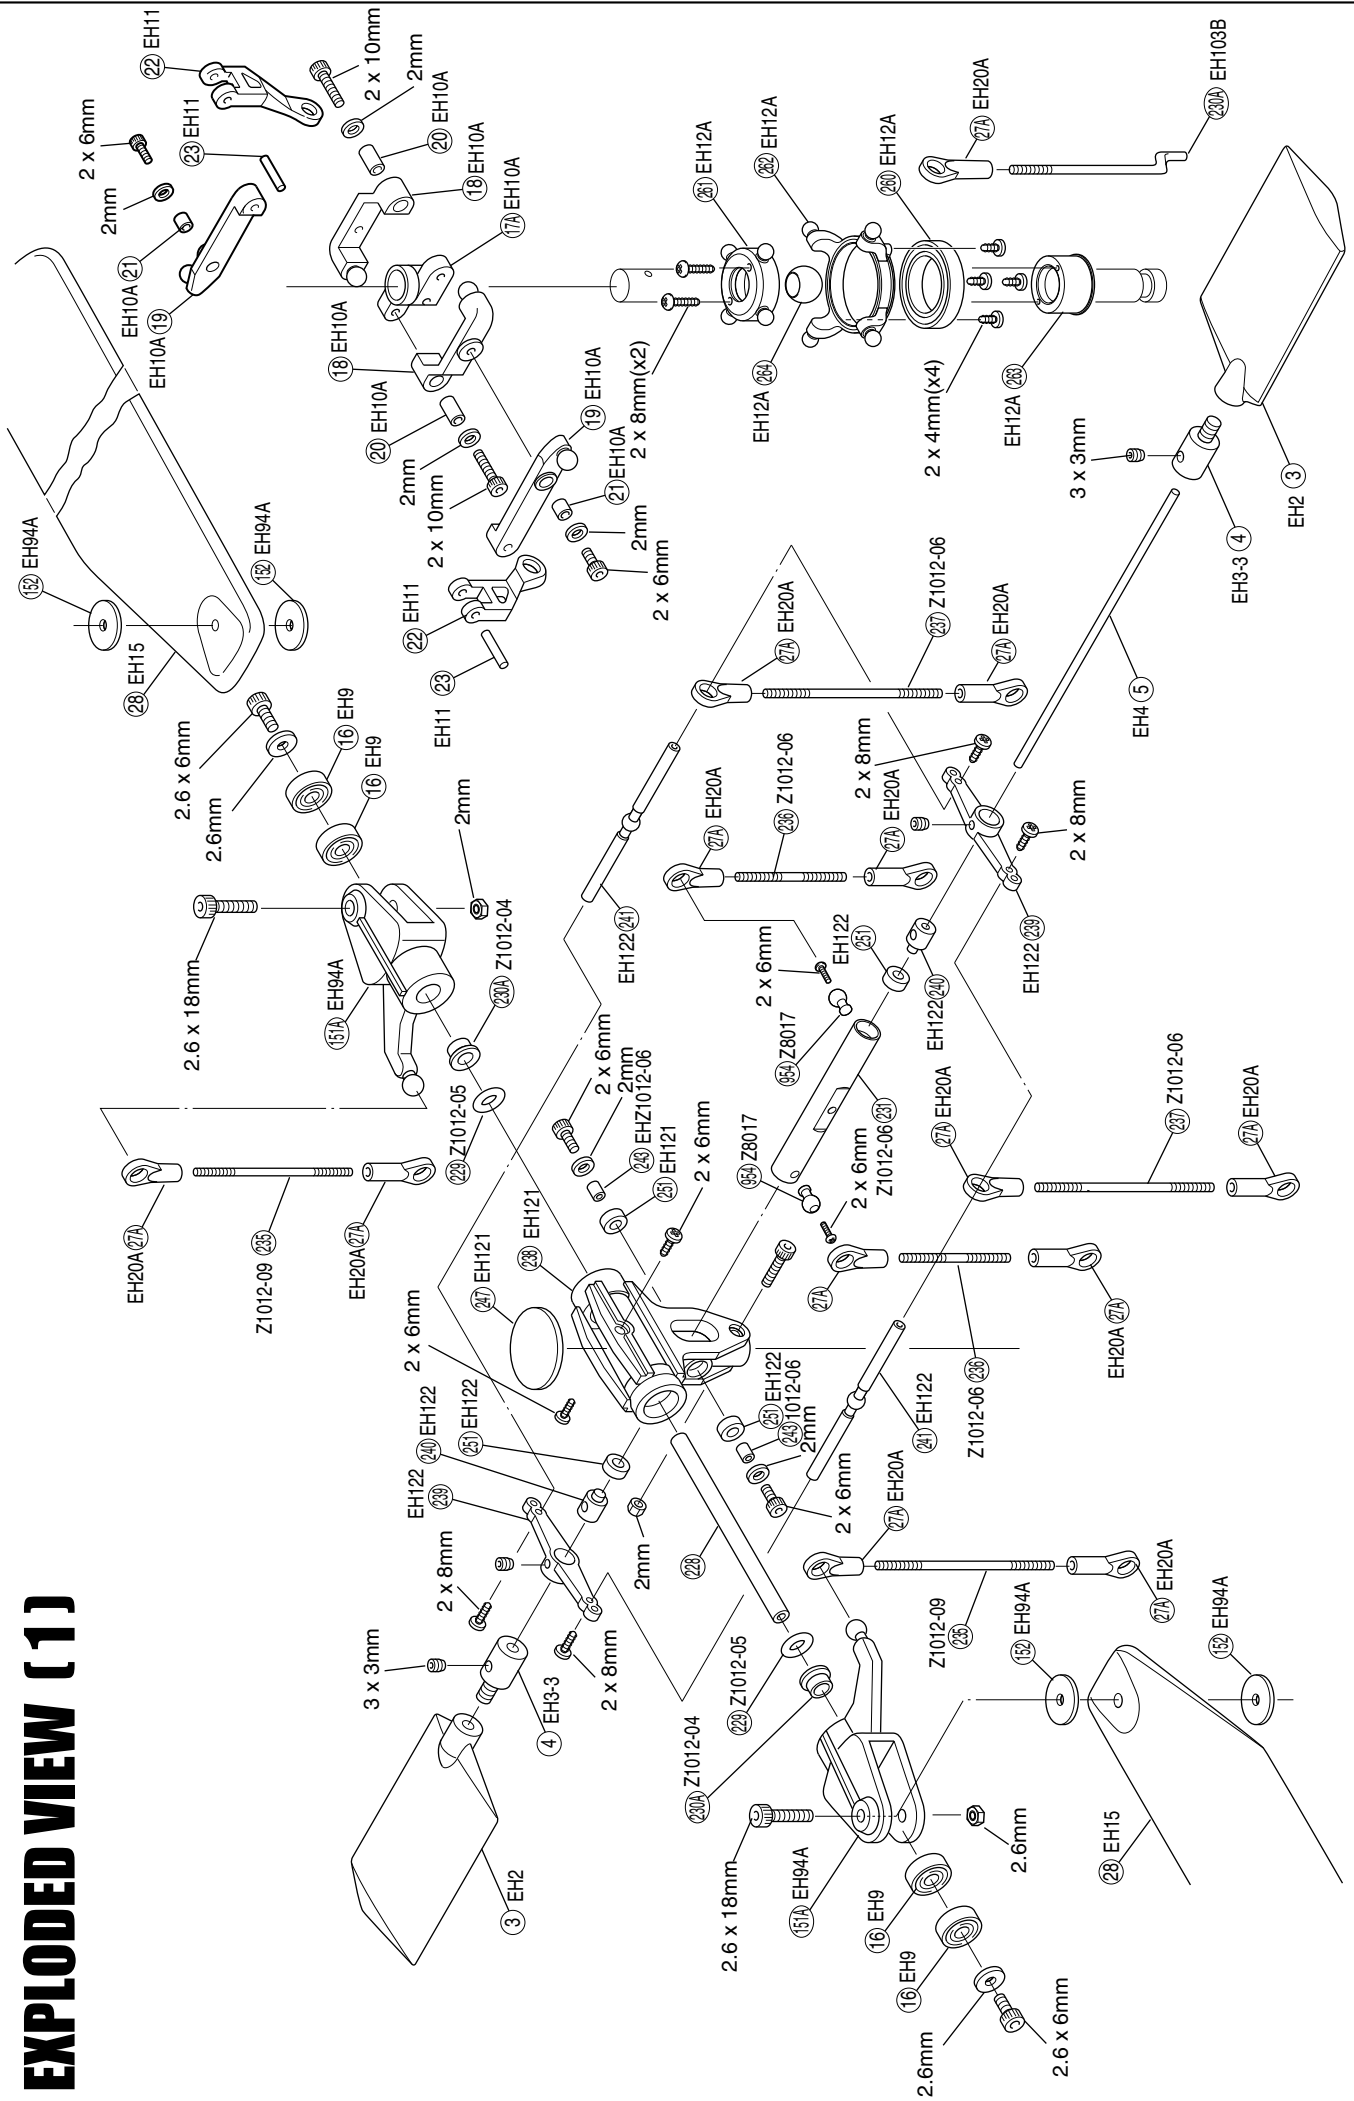 EXPLODED VIEW (1)
22 EH11
2 x 6mm
2 x 10mm
23 EH11
2mm
2mm
20 EH10A
EH10A 21
18 EH10A
EH10A 19
17A EH10A
261 EH12A
262 EH12A
27A EH20A
230A EH103B
18 EH10A
260 EH12A
20 EH10A
2 x 8mm(x2)
EH12A 264
2mm
19 EH10A
2 x 10mm
21 EH10A
2 x 4mm(x4)
EH12A 263
2mm
2 x 6mm
3 x 3mm
EH2 3
EH3-3 4
152 EH94A
152 EH94A
28 EH15
22 EH11
EH11 23
27A EH20A
237 Z1012-06
27A EH20A
EH4 5
2.6 x 6mm
16 EH9
2.6mm
16 EH9
2mm
27A EH20A
236 Z1012-06
2 x 8mm
27A EH20A
2 x 8mm
2.6 x 18mm
151A EH94A
230A Z1012-04
EH122 241
2 x 6mm
EH122 251
EH122 240
EH122 239
954 Z8017
229 Z1012-05
2 x 6mm
2mm
243 EHZ1012-06
251 EH121
2 x 6mm
954 Z8017
2 x 6mm
Z1012-06 231
27A EH20A
237 Z1012-06
27A EH20A
EH20A 27A
Z1012-09 235
EH20A 27A
238 EH121
247 EH121
2 x 6mm
27A
EH20A 27A
Z1012-06 236
EH122 239
240 EH122
251 EH122
251 EH122
243 1012-06
2mm
2 x 6mm
241 EH122
2mm
228
27A EH20A
2 x 8mm
3 x 3mm
4 EH3-3
2 x 8mm
3 EH2
229 Z1012-05
230A Z1012-04
Z1012-09 235
27A EH20A
152 EH94A
152 EH94A
2.6 x 18mm
151A EH94A
2.6mm
28 EH15
16 EH9
16 EH9
2.6mm
2.6 x 6mm